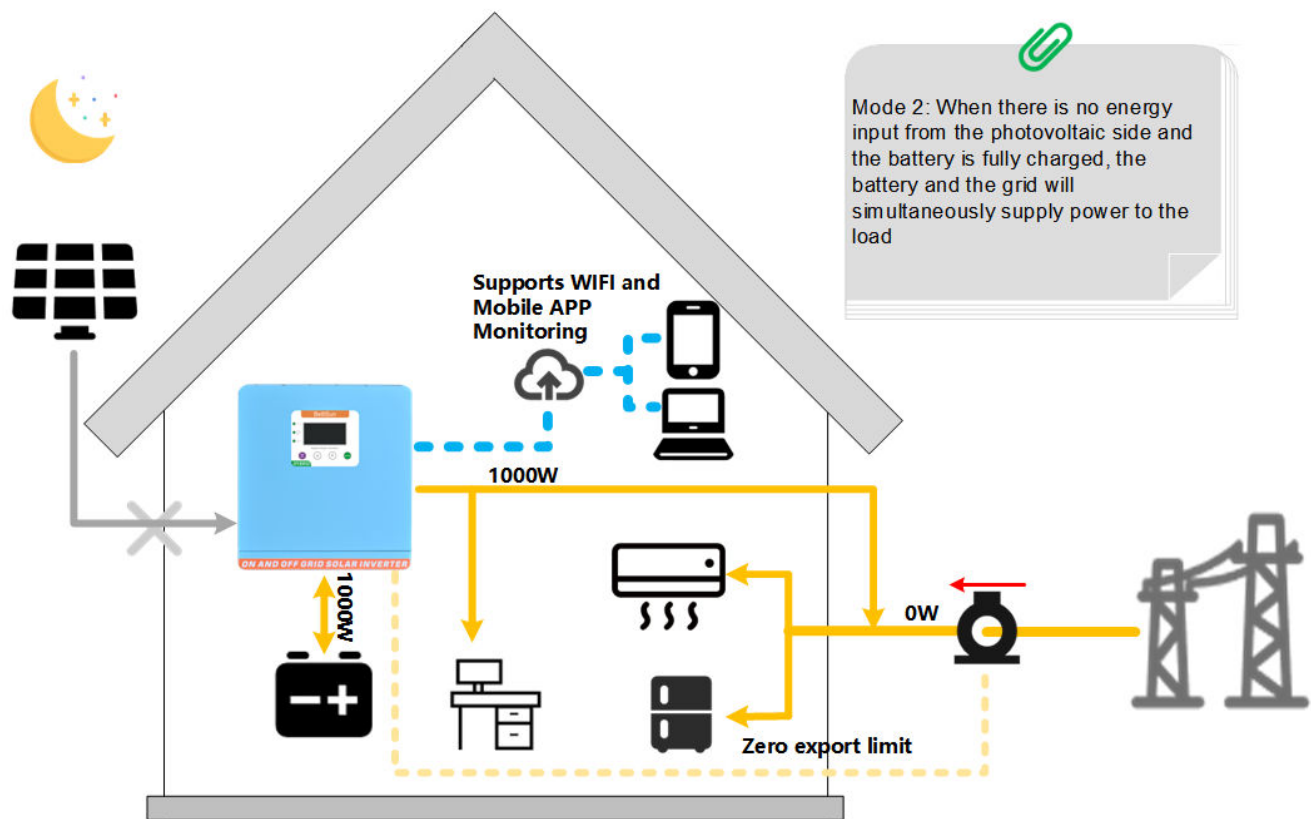 Mode 2: When there is no energy
input from the photovoltaic side and
the battery is fully charged, the
battery and the grid will
simultaneously supply power to the
load
Supports WIFI and
Mobile APP
Monitoring
1000W
ON AND OFF GRID SOLAR INVERTER
1000W
0W
Zero export limit